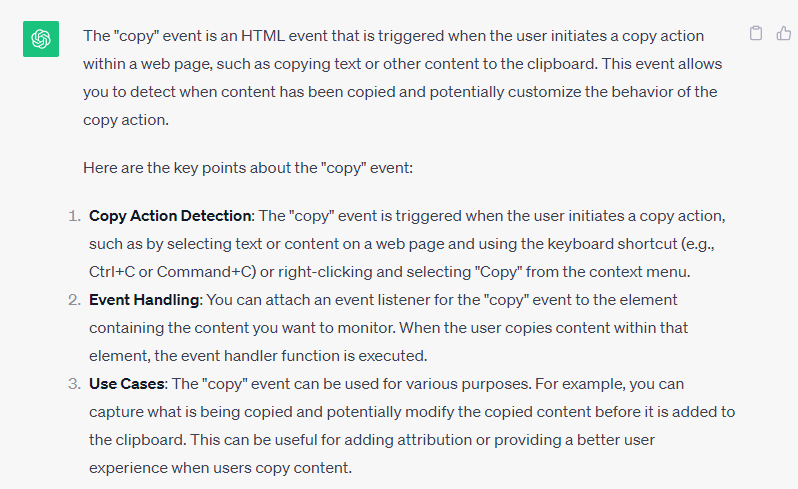 The "copy" event is an HTML event that is triggered when the user initiates a copy action
within a web page, such as copying text or other content to the clipboard. This event allows
you to detect when content has been copied and potentially customize the behavior of the
copy action.
Here are the key points about the "copy" event:
1. Copy Action Detection: The "copy" event is triggered when the user initiates a copy action,
such as by selecting text or content on a web page and using the keyboard shortcut (e.g.,
Ctrl+C or Command+C) or right-clicking and selecting "Copy" from the context menu.
2. Event Handling: You can attach an event listener for the "copy" event to the element
containing the content you want to monitor. When the user copies content within that
element, the event handler function is executed.
3. Use Cases: The "copy" event can be used for various purposes. For example, you can
capture what is being copied and potentially modify the copied content before it is added to
the clipboard. This can be useful for adding attribution or providing a better user
experience when users copy content.